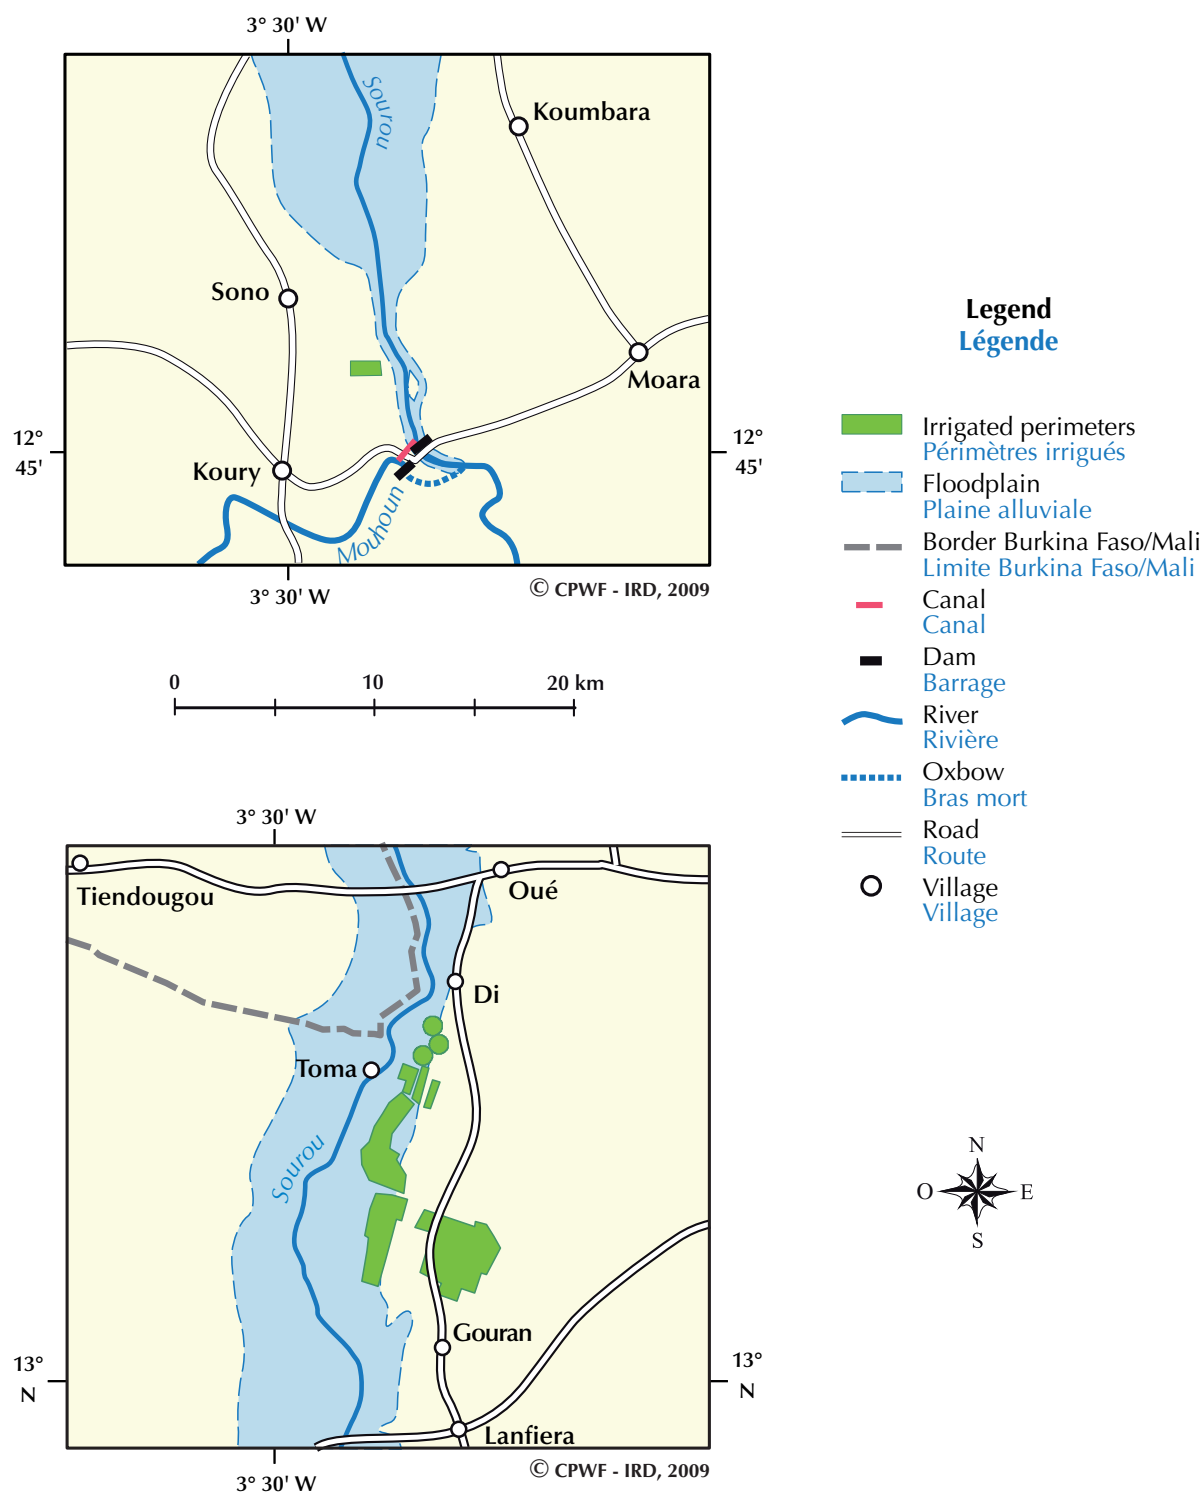 3° 30' W
Sourou
Koumbara
Sono
Moara
12°
45'
12°
45'
Koury
Mouhoun
3° 30' W
© CPWF - IRD, 2009
0
10
20 km
3° 30' W
Tiendougou
Oué
Di
Toma
Sourou
Gouran
13°
N
13°
N
Lanfiera
© CPWF - IRD, 2009
3° 30' W
Legend
Légende
Irrigated perimeters
Périmètres irrigués
Floodplain
Plaine alluviale
Border Burkina Faso/Mali
Limite Burkina Faso/Mali
Canal
Canal
Dam
Barrage
River
Rivière
Oxbow
Bras mort
Road
Route
Village
Village
N
O
E
S